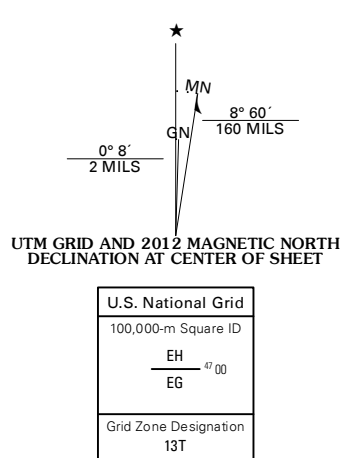 ★
MN
8° 60´
160 MILS
GN
0° 8´
2 MILS
UTM GRID AND 2012 MAGNETIC NORTH
DECLINATION AT CENTER OF SHEET
U.S. National Grid
100,000-m Square ID
EH
47 00
EG
Grid Zone Designation
13T